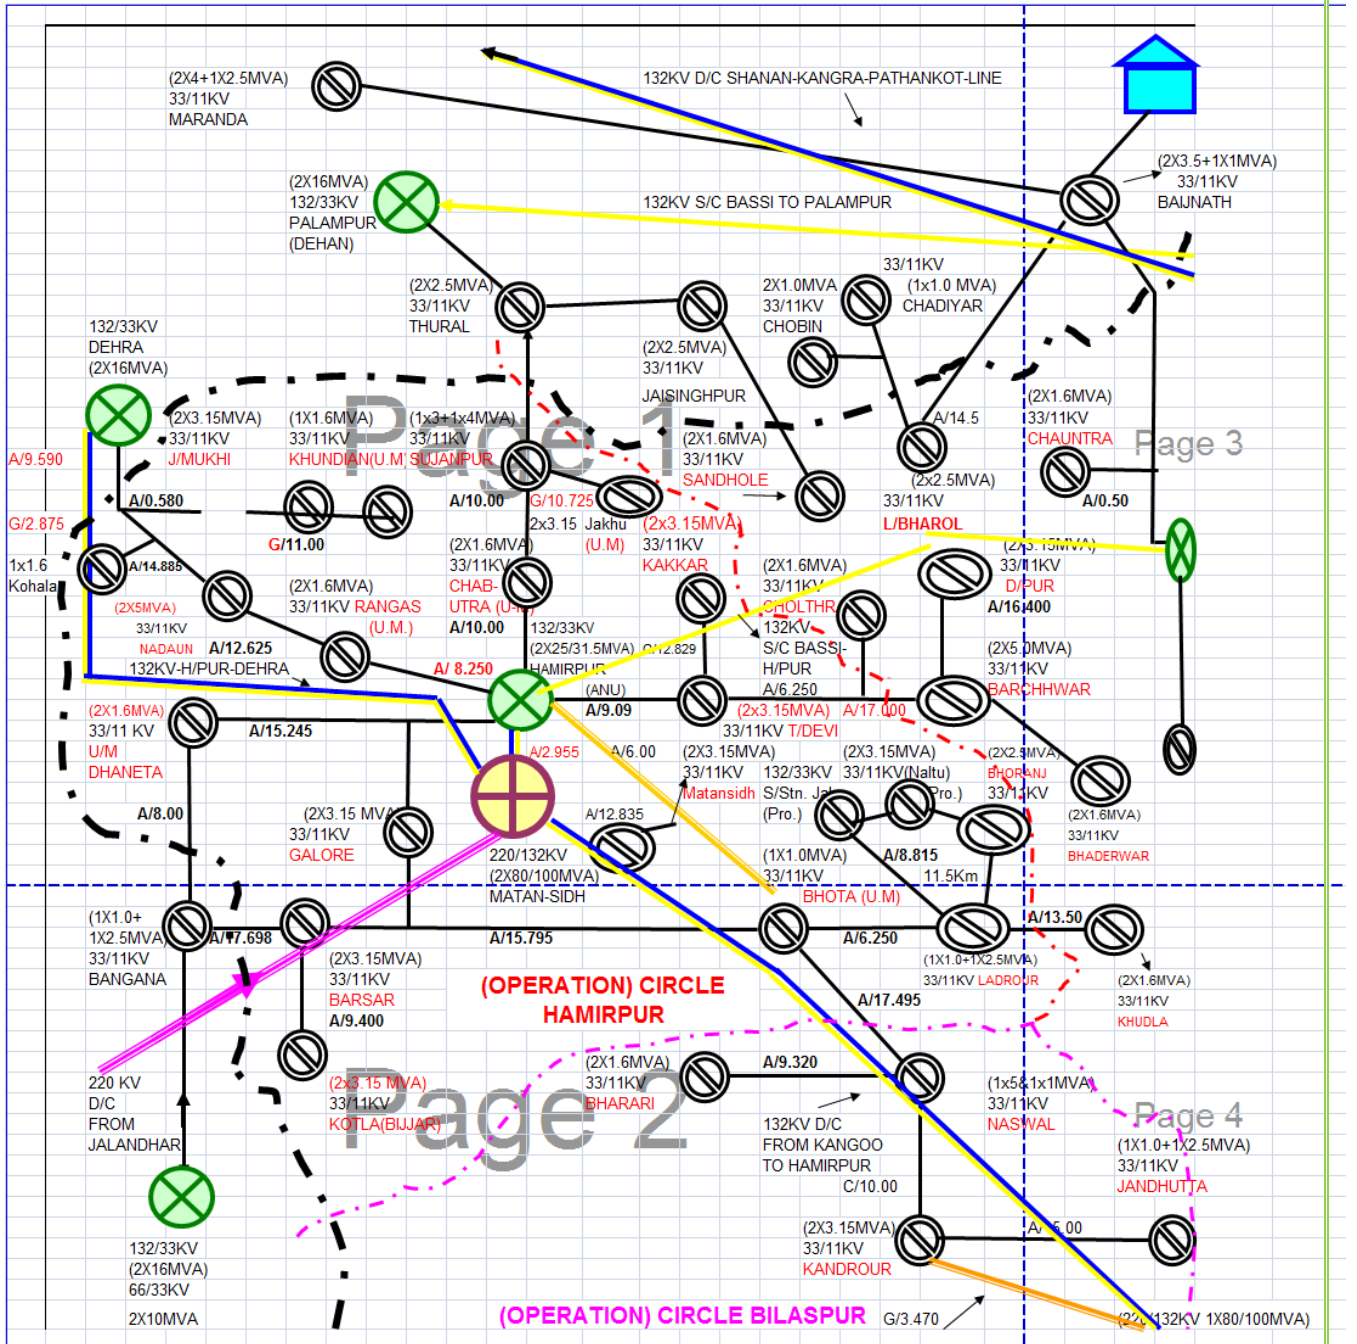 (2X4+1X2.5MVA)
33/11KV
MARANDA
132KV D/C SHANAN-KANGRA-PATHANKOT-LINE
(2X3.5+1X1MVA)
33/11KV
BAIJNATH
(2X16MVA)
132/33KV
PALAMPUR
(DEHAN)
132KV S/C BASSI TO PALAMPUR
(2X2.5MVA)
33/11KV
THURAL
2X1.0MVA
33/11KV
CHOBIN
33/11KV
(1x1.0 MVA)
CHADIYAR
132/33KV
DEHRA
(2X16MVA)
(2X2.5MVA)
33/11KV
JAISINGHPUR
Page 1
Page 3
(2X3.15MVA)
33/11KV
J/MUKHI
(1X1.6MVA)
33/11KV
KHUNDIAN(U.M)
(1x3+1x4MVA)
33/11KV
SUJANPUR
(2X1.6MVA)
33/11KV
SANDHOLE
A/14.5
(2X1.6MVA)
33/11KV
CHAUNTRA
A/0.50
A/9.590
A/0.580
A/10.00
G/10.725
(2x2.5MVA)
33/11KV
L/BHAROL
G/2.875
G/11.00
2x3.15 Jakhu
(U.M)
(2x3.15MVA)
33/11KV
KAKKAR
1x1.6
Kohala
A/14.885
(2X1.6MVA)
33/11KV
CHAB-
UTRA
A/10.00
(2X1.6MVA)
33/11KV
CHOLTHR
(2X3.15MVA)
33/11KV
D/PUR
A/16.400
(2X5MVA)
33/11KV
NADAUN
A/12.625
(2X1.6MVA)
33/11KV RANGAS
(U.M.)
132/33KV
(2X25/31.5MVA)
HAMIRPUR
(ANU)
A/9.09
12.829
132KV
S/C BASSI-
H/PUR
A/6.250
(2X5.0MVA)
33/11KV
BARCHHWAR
132KV-H/PUR-DEHRA
A/ 8.250
(2X1.6MVA)
33/11 KV
U/M
DHANETA
A/15.245
(2x3.15MVA)
33/11KV T/DEVI
A/17.000
A/2.955
A/6.00
(2X3.15MVA)
33/11KV
Matansidh
132/33KV
S/Stn.
(Pro.)
(2X3.15MVA)
33/11KV(Naltu)
Pro.)
(2X2.5MVA)
BHORANJ
33/11KV
(2X1.6MVA)
33/11KV
BHADERWAR
A/8.00
(2X3.15 MVA)
33/11KV
GALORE
A/12.835
220/132KV
(2X80/100MVA)
MATAN-SIDH
(1X1.0MVA)
33/11KV
BHOTA (U.M)
A/8.815
11.5Km
(1X1.0+
1X2.5MVA)
33/11KV
BANGANA
A/17.698
A/15.795
A/6.250
A/13.50
(2X3.15MVA)
33/11KV
BARSAR
A/9.400
(1X1.0+1X2.5MVA)
33/11KV LADROUR
(2X1.6MVA)
33/11KV
KHUDLA
(OPERATION) CIRCLE
HAMIRPUR
A/17.495
220 KV
D/C
FROM
JALANDHAR
(2x3.15 MVA)
33/11KV
KOTLA(BIJJAR)
Page 2
(2X1.6MVA)
33/11KV
BHARARI
A/9.320
(1x5&1x1MVA)
33/11KV
NASWAL
Page 4
132KV D/C
FROM KANGOO
TO HAMIRPUR
C/10.00
(1X1.0+1X2.5MVA)
33/11KV
JANDHUTTA
132/33KV
(2X16MVA)
66/33KV
2X10MVA
(2X3.15MVA)
33/11KV
KANDROUR
(OPERATION) CIRCLE BILASPUR
G/3.470
(220/132KV 1X80/100MVA)